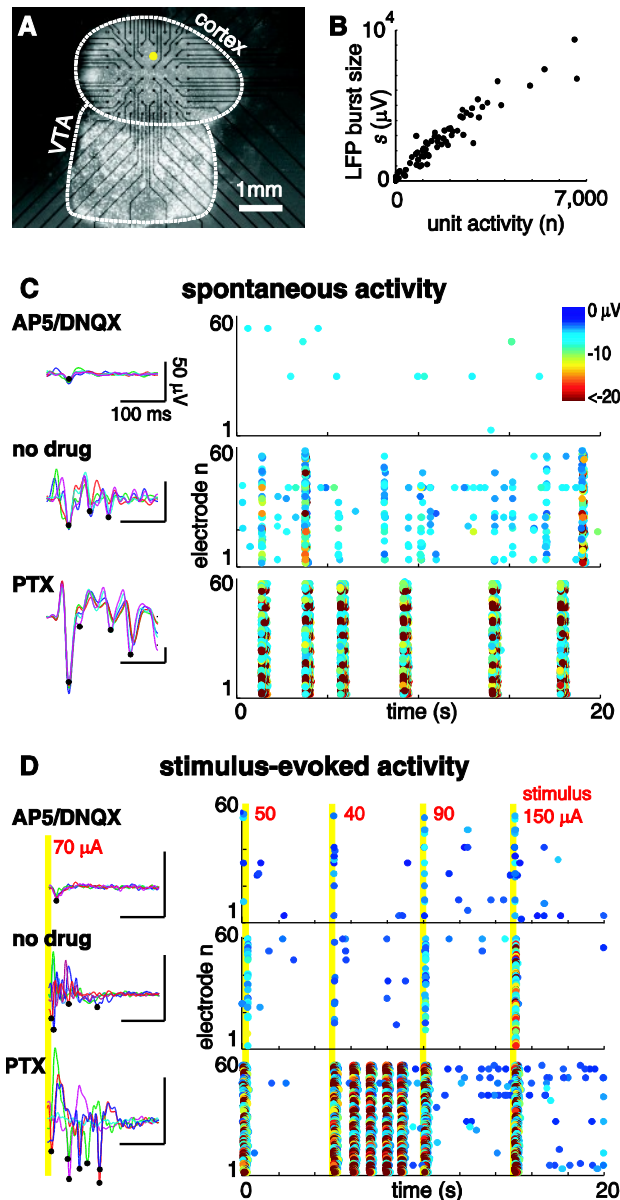 A
cortex
VTA
1mm
B
10^4
LFP burst size
s (μV)
0
0
7,000
unit activity (n)
C
spontaneous activity
AP5/DNQX
50 μV
100 ms
60
1
0 μV
-10
<-20
no drug
electrode n
60
1
PTX
60
1
0
time (s)
20
D
stimulus-evoked activity
AP5/DNQX
70 μA
60
1
50
40
90
stimulus
150 μA
no drug
electrode n
60
1
PTX
60
1
0
time (s)
20